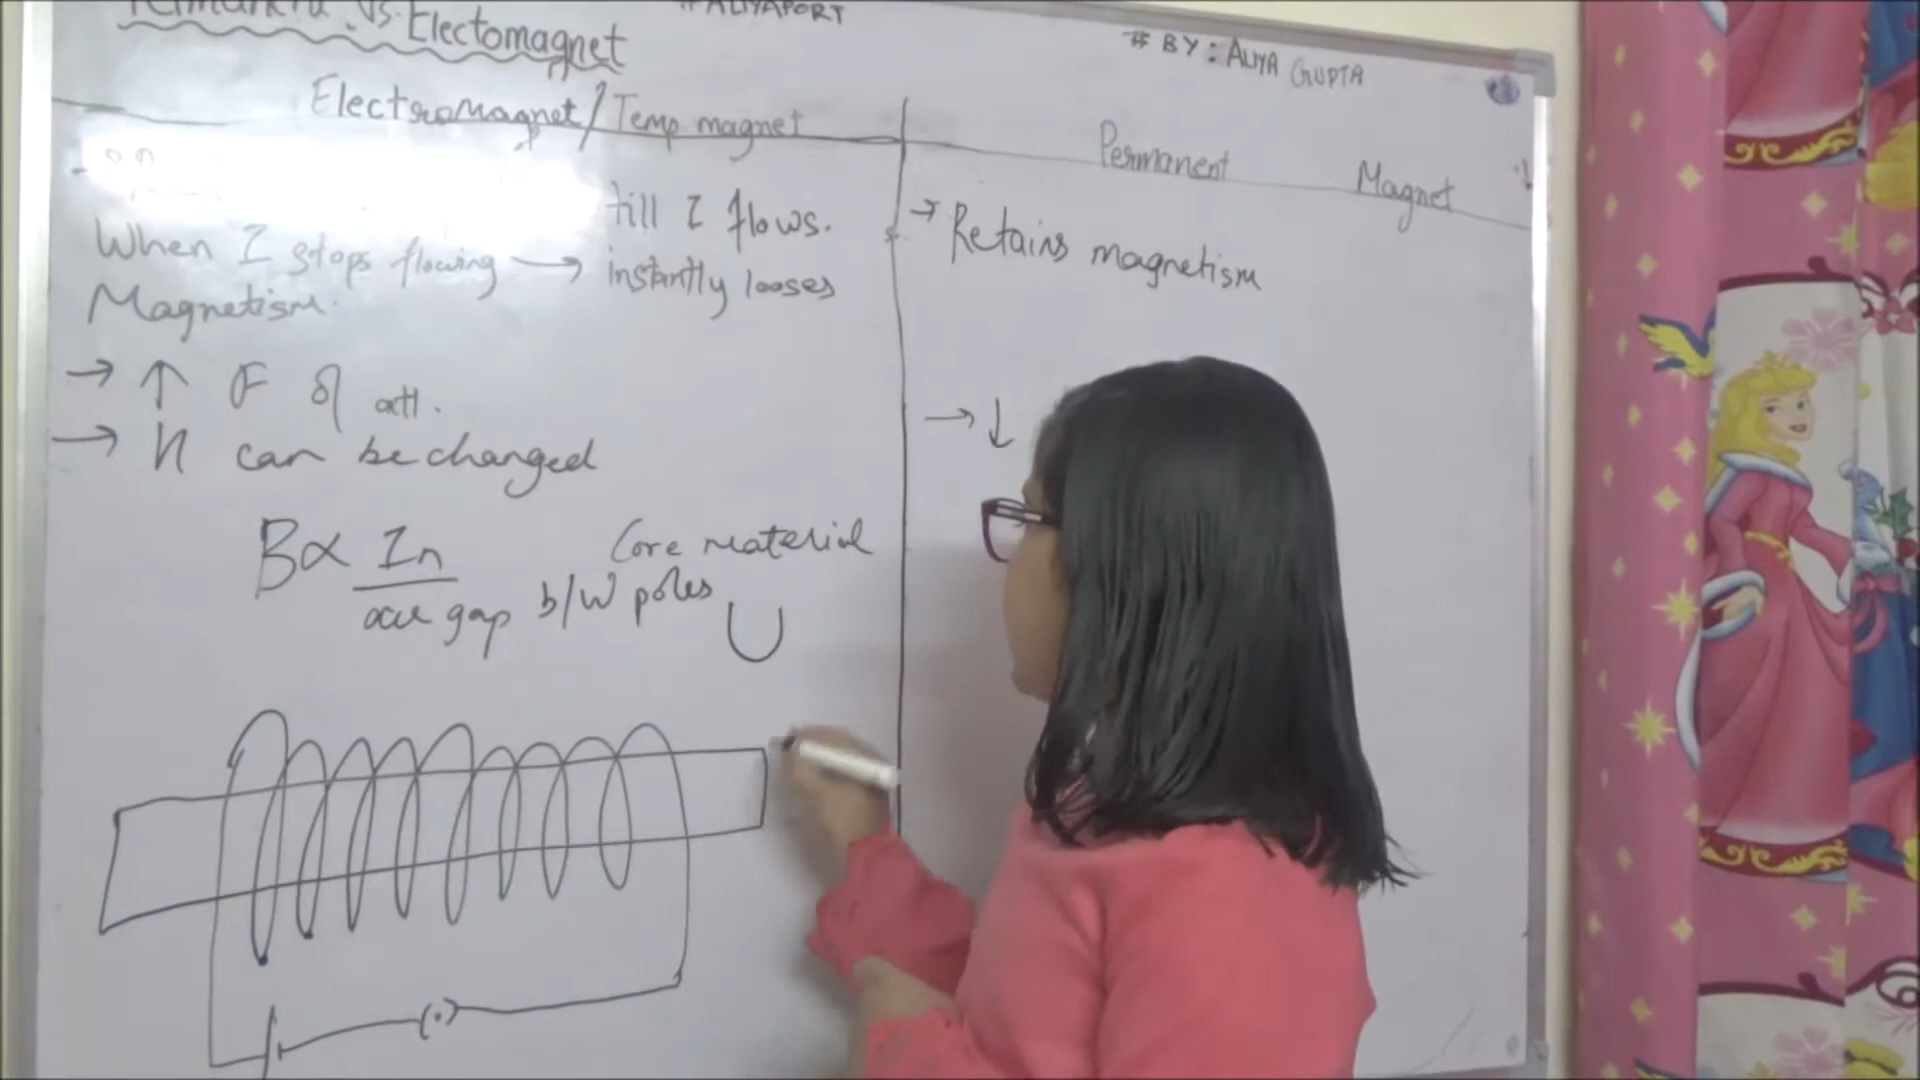 Vs. Electomagnet
#ALIYAPORT
# BY : ALIYA GUPTA
Electromagnet / Temp magnet
Permanent Magnet
on
till I flows.
When I stops flowing → instantly looses
Magnetism.
→ ↑ F of att.
→ n can be changed
B∝ In
air gap b/w poles
Core material
→ Retains magnetism
→ ↓